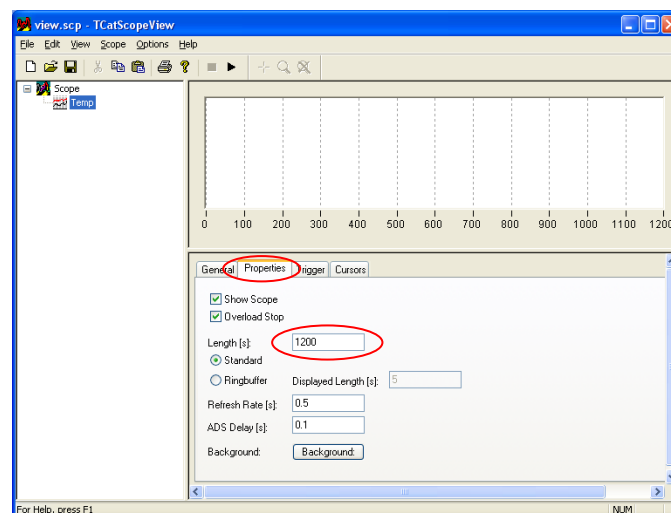 view.scp - TCatScopeView
File Edit View Scope Options Help
Scope
Temp
0 100 200 300 400 500 600 700 800 900 1000 1100 1200
General Properties Trigger Cursors
Show Scope
Overload Stop
Length [s]: 1200
Standard
Ringbuffer Displayed Length [s]: 5
Refresh Rate [s]: 0.5
ADS Delay [s]: 0.1
Background: Background:
For Help, press F1 NUM